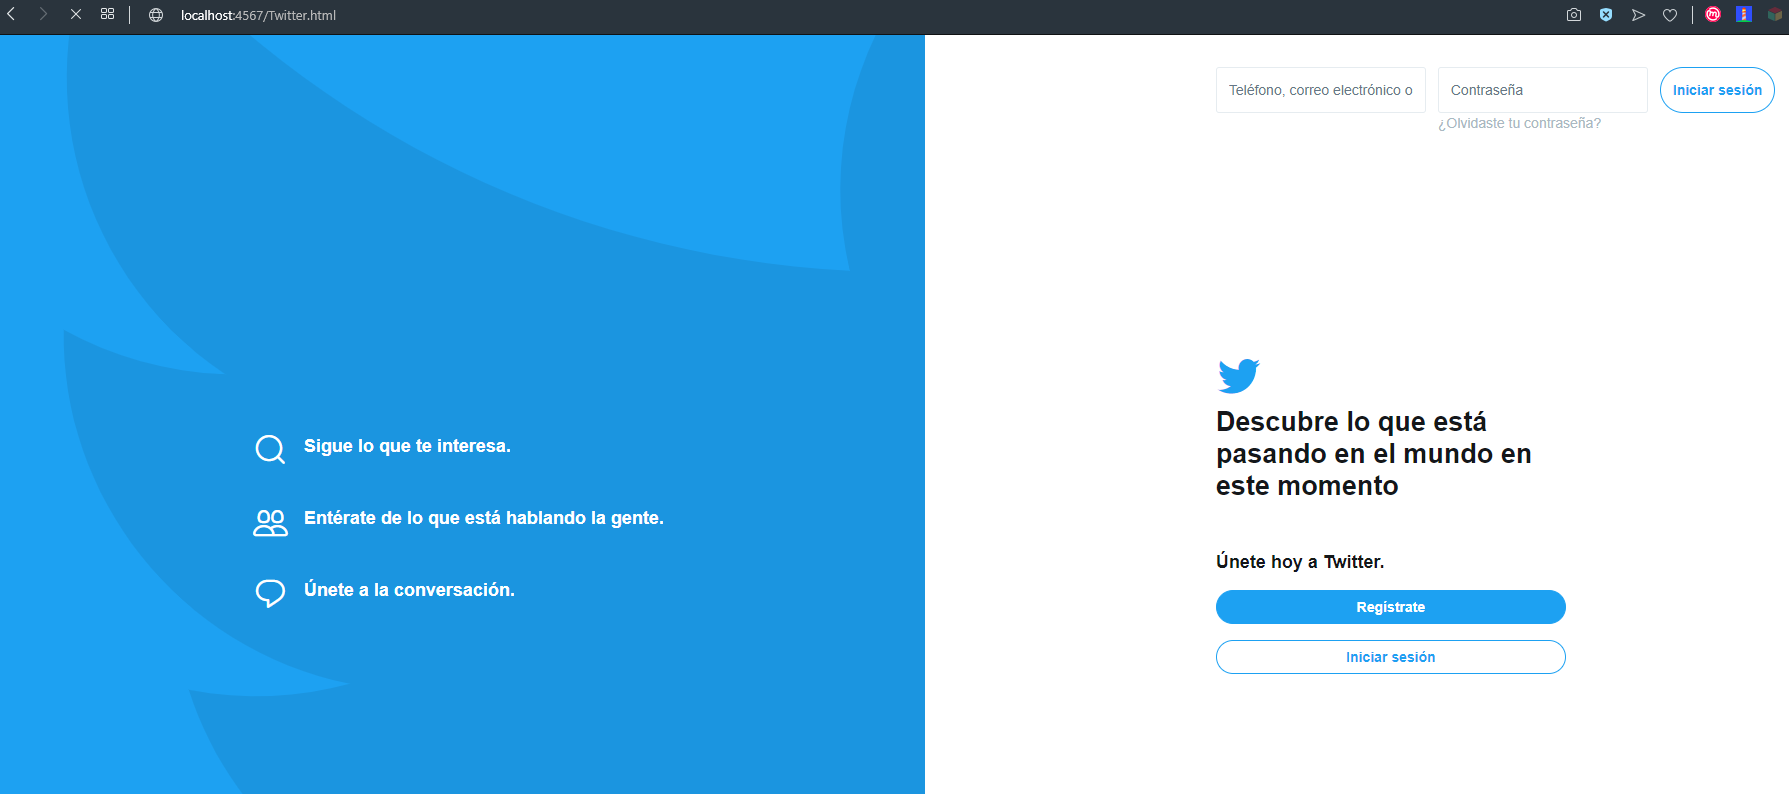 localhost:4567/Twitter.html
Teléfono, correo electrónico o
Contraseña
Iniciar sesión
¿Olvidaste tu contraseña?
Sigue lo que te interesa.
Entérate de lo que está hablando la gente.
Únete a la conversación.
Descubre lo que está
pasando en el mundo en
este momento
Únete hoy a Twitter.
Regístrate
Iniciar sesión